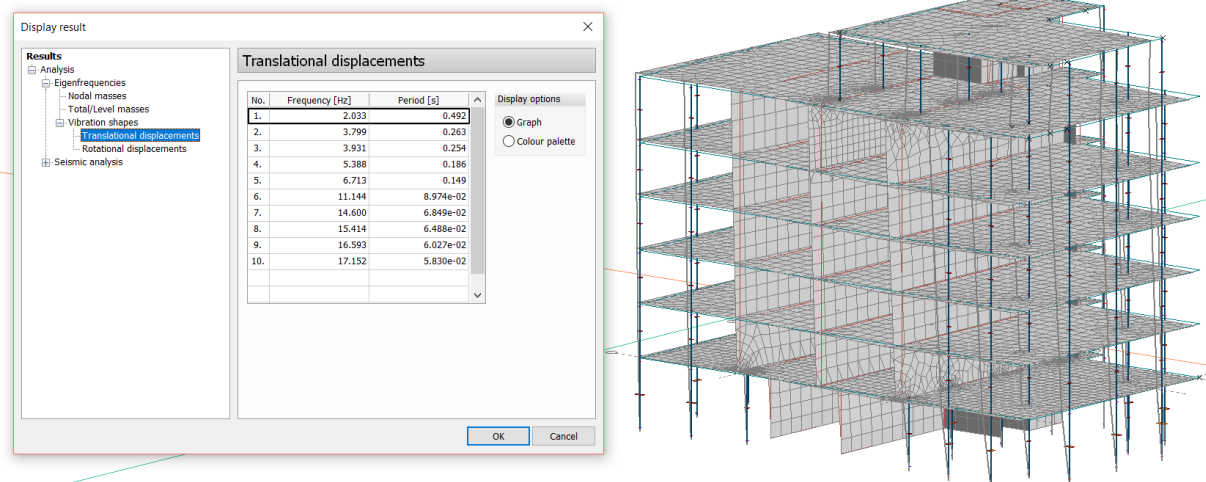 Display result
Results
Analysis
Eigenfrequencies
Nodal masses
Total/Level masses
Vibration shapes
Translational displacements
Rotational displacements
Seismic analysis
Translational displacements
No. Frequency [Hz] Period [s]
1. 2.033 0.492
2. 3.799 0.263
3. 3.931 0.254
4. 5.388 0.186
5. 6.713 0.149
6. 11.144 8.974e-02
7. 14.600 6.849e-02
8. 15.414 6.488e-02
9. 16.593 6.027e-02
10. 17.152 5.830e-02
Display options
Graph
Colour palette
OK Cancel